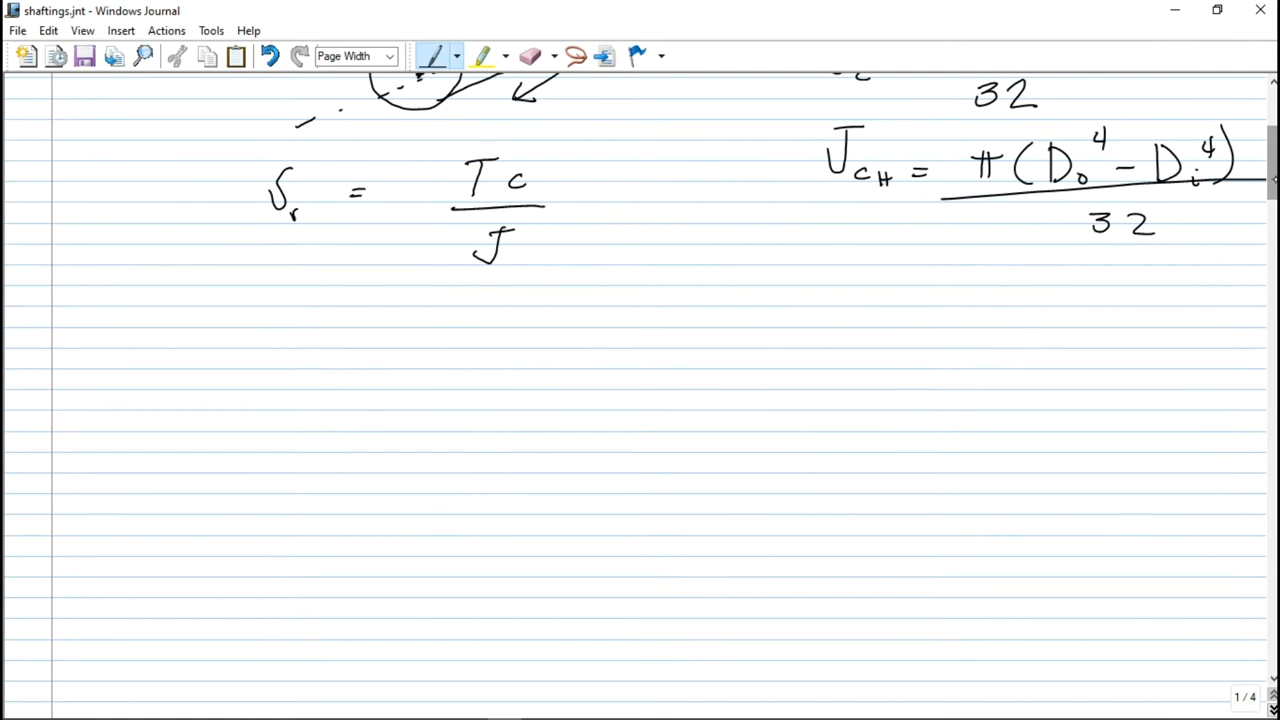 shaftings.jnt - Windows Journal
File Edit View Insert Actions Tools Help
Page Width
32
J_CH = π(D_o^4 - D_i^4)
32
S_r = Tc
J
1 / 4